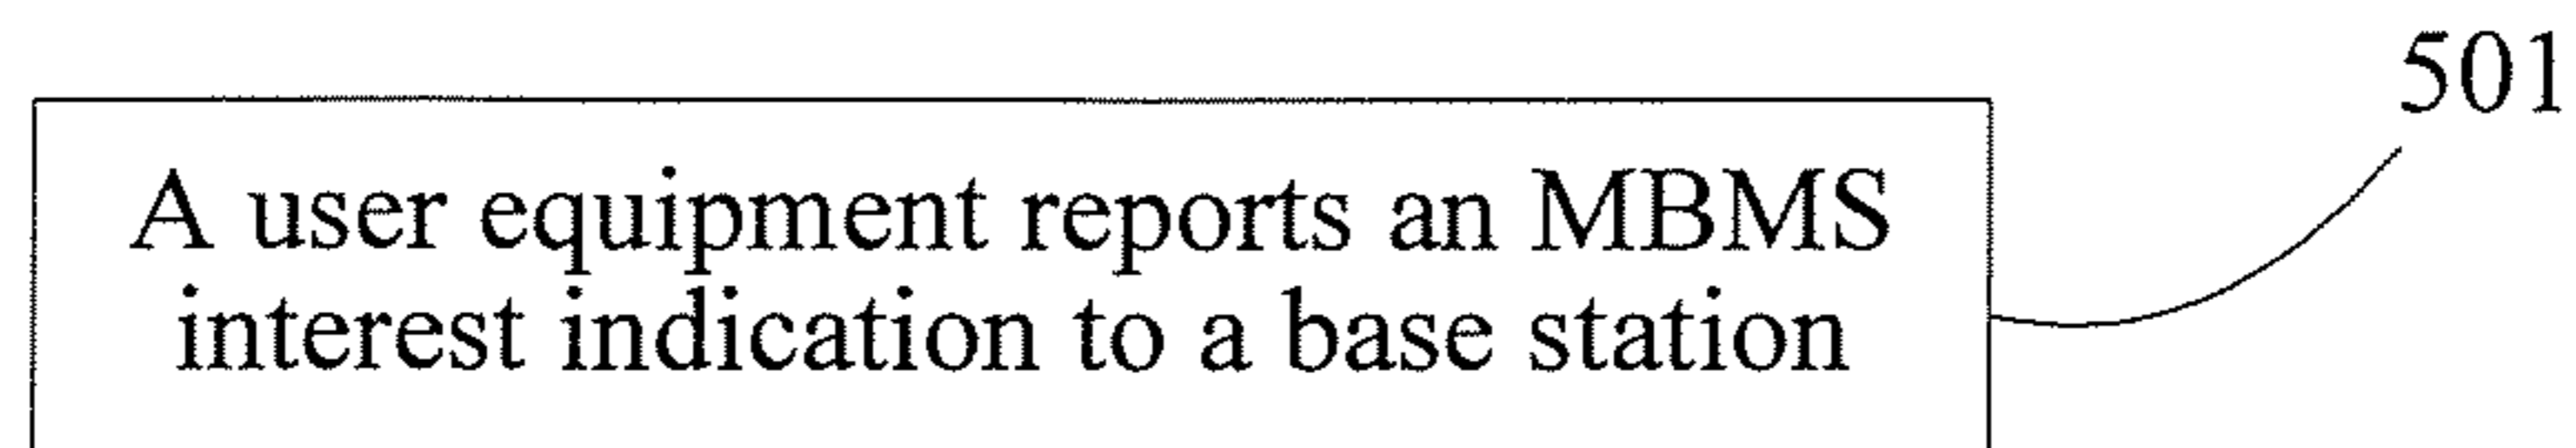 501
A user equipment reports an MBMS
interest indication to a base station